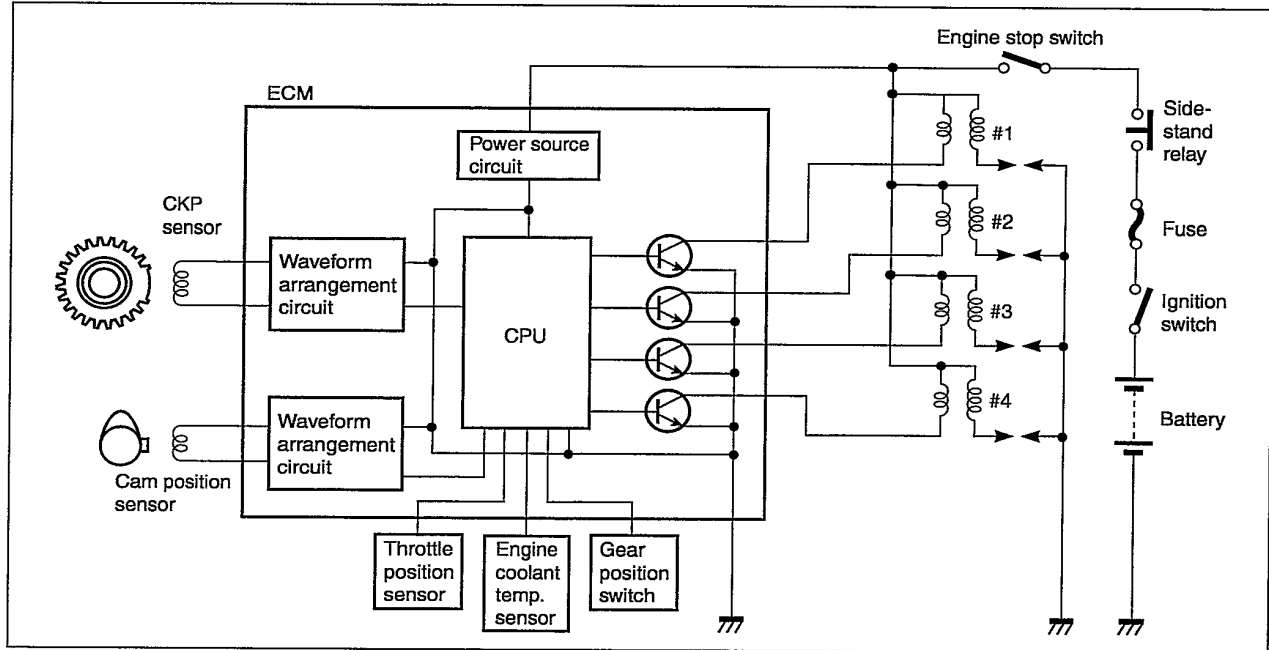 Engine stop switch
ECM
Side-
stand
relay
#1
Power source
circuit
CKP
sensor
#2
Fuse
Waveform
arrangement
circuit
CPU
#3
Ignition
switch
#4
Battery
Waveform
arrangement
circuit
Cam position
sensor
Throttle
position
sensor
Engine
coolant
temp.
sensor
Gear
position
switch